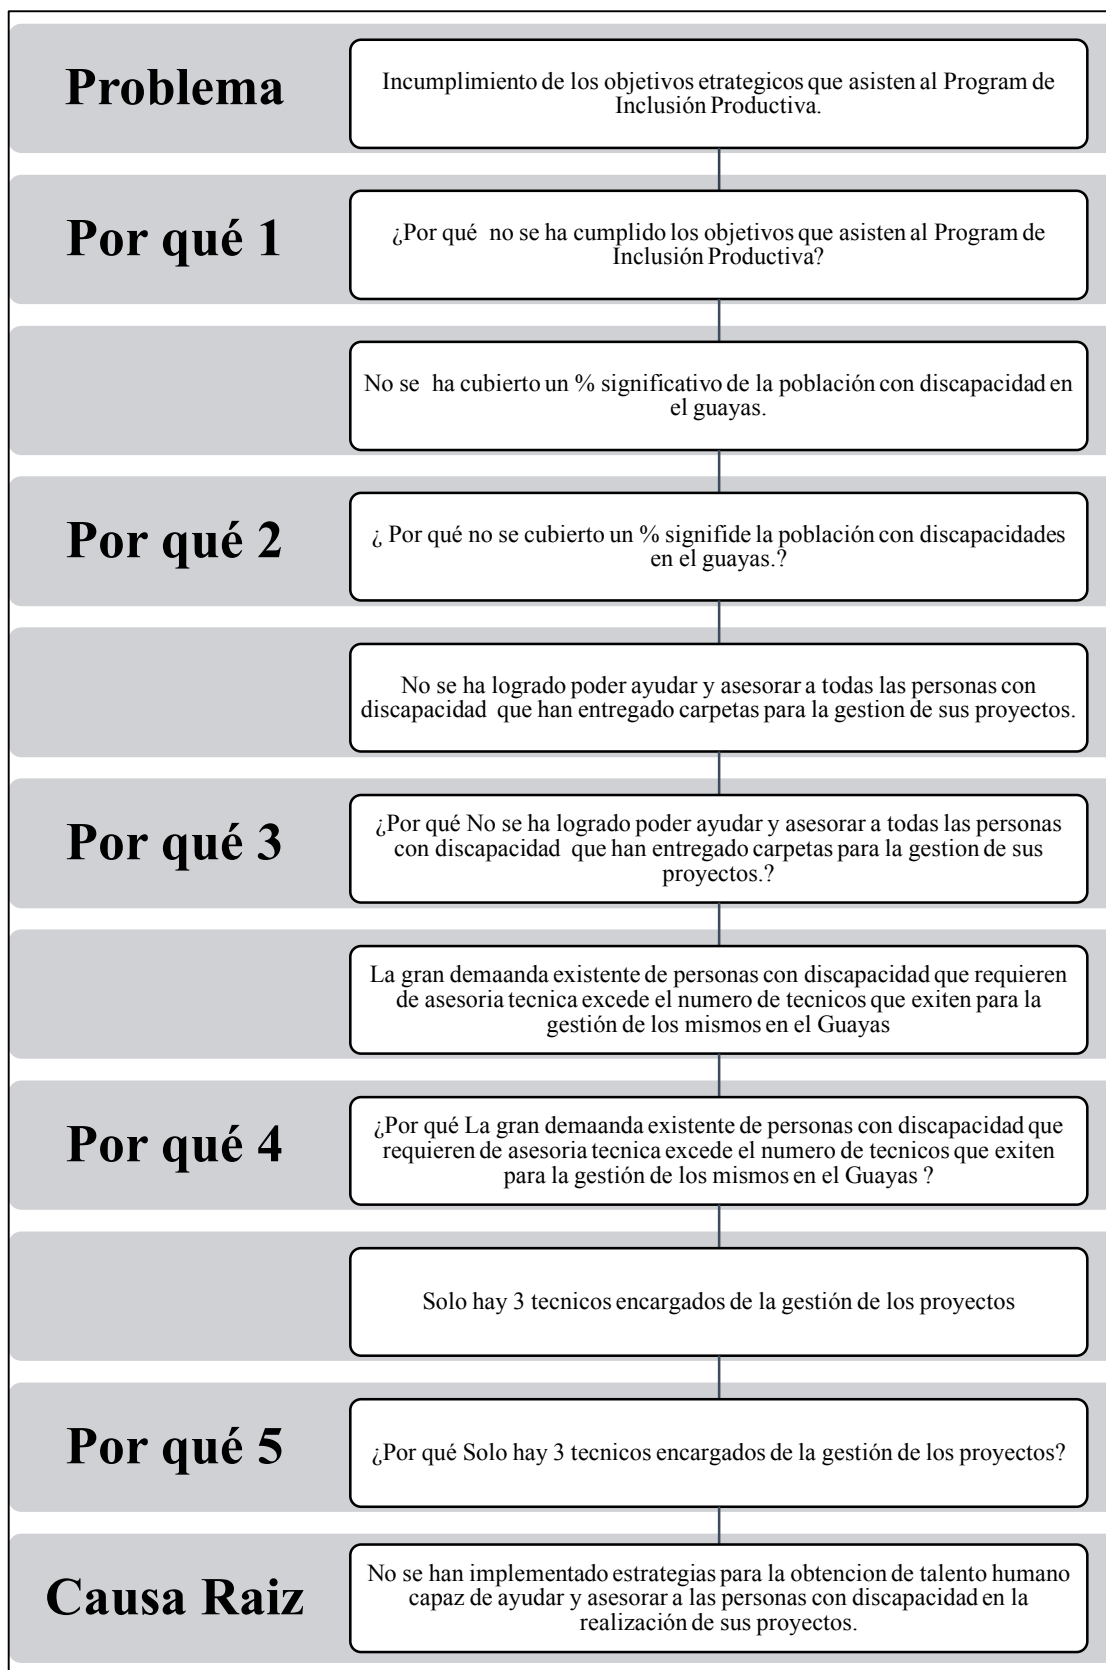 Problema
Incumplimiento de los objetivos etrategicos que asisten al Program de
Inclusión Productiva.
Por qué 1
¿Por qué no se ha cumplido los objetivos que asisten al Program de
Inclusión Productiva?
No se ha cubierto un % significativo de la población con discapacidad en
el guayas.
Por qué 2
¿ Por qué no se cubierto un % signifide la población con discapacidades
en el guayas.?
No se ha logrado poder ayudar y asesorar a todas las personas con
discapacidad que han entregado carpetas para la gestion de sus proyectos.
Por qué 3
¿Por qué No se ha logrado poder ayudar y asesorar a todas las personas
con discapacidad que han entregado carpetas para la gestion de sus
proyectos.?
La gran demaanda existente de personas con discapacidad que requieren
de asesoria tecnica excede el numero de tecnicos que exiten para la
gestión de los mismos en el Guayas
Por qué 4
¿Por qué La gran demaanda existente de personas con discapacidad que
requieren de asesoria tecnica excede el numero de tecnicos que exiten
para la gestión de los mismos en el Guayas ?
Solo hay 3 tecnicos encargados de la gestión de los proyectos
Por qué 5
¿Por qué Solo hay 3 tecnicos encargados de la gestión de los proyectos?
Causa Raiz
No se han implementado estrategias para la obtencion de talento humano
capaz de ayudar y asesorar a las personas con discapacidad en la
realización de sus proyectos.